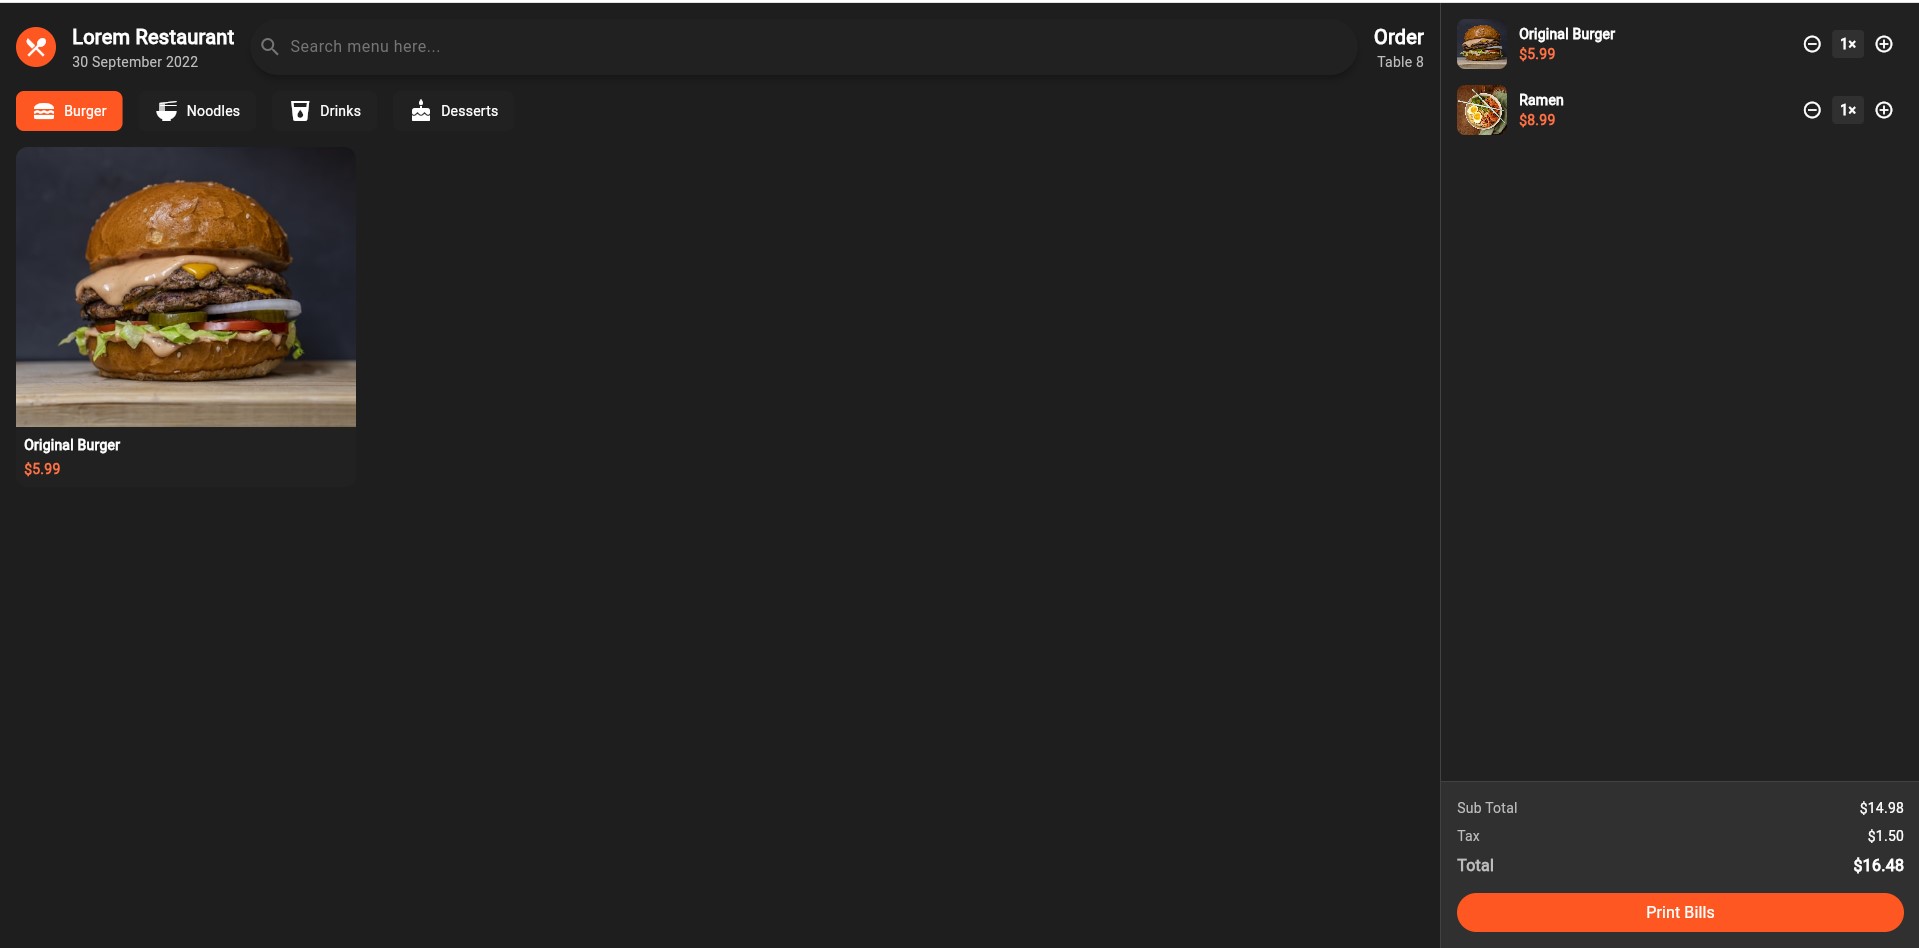 Lorem Restaurant
30 September 2022
Search menu here...
Order
Table 8
Burger
Noodles
Drinks
Desserts
Original Burger
$5.99
Original Burger
$5.99
1×
Ramen
$8.99
1×
Sub Total
$14.98
Tax
$1.50
Total
$16.48
Print Bills